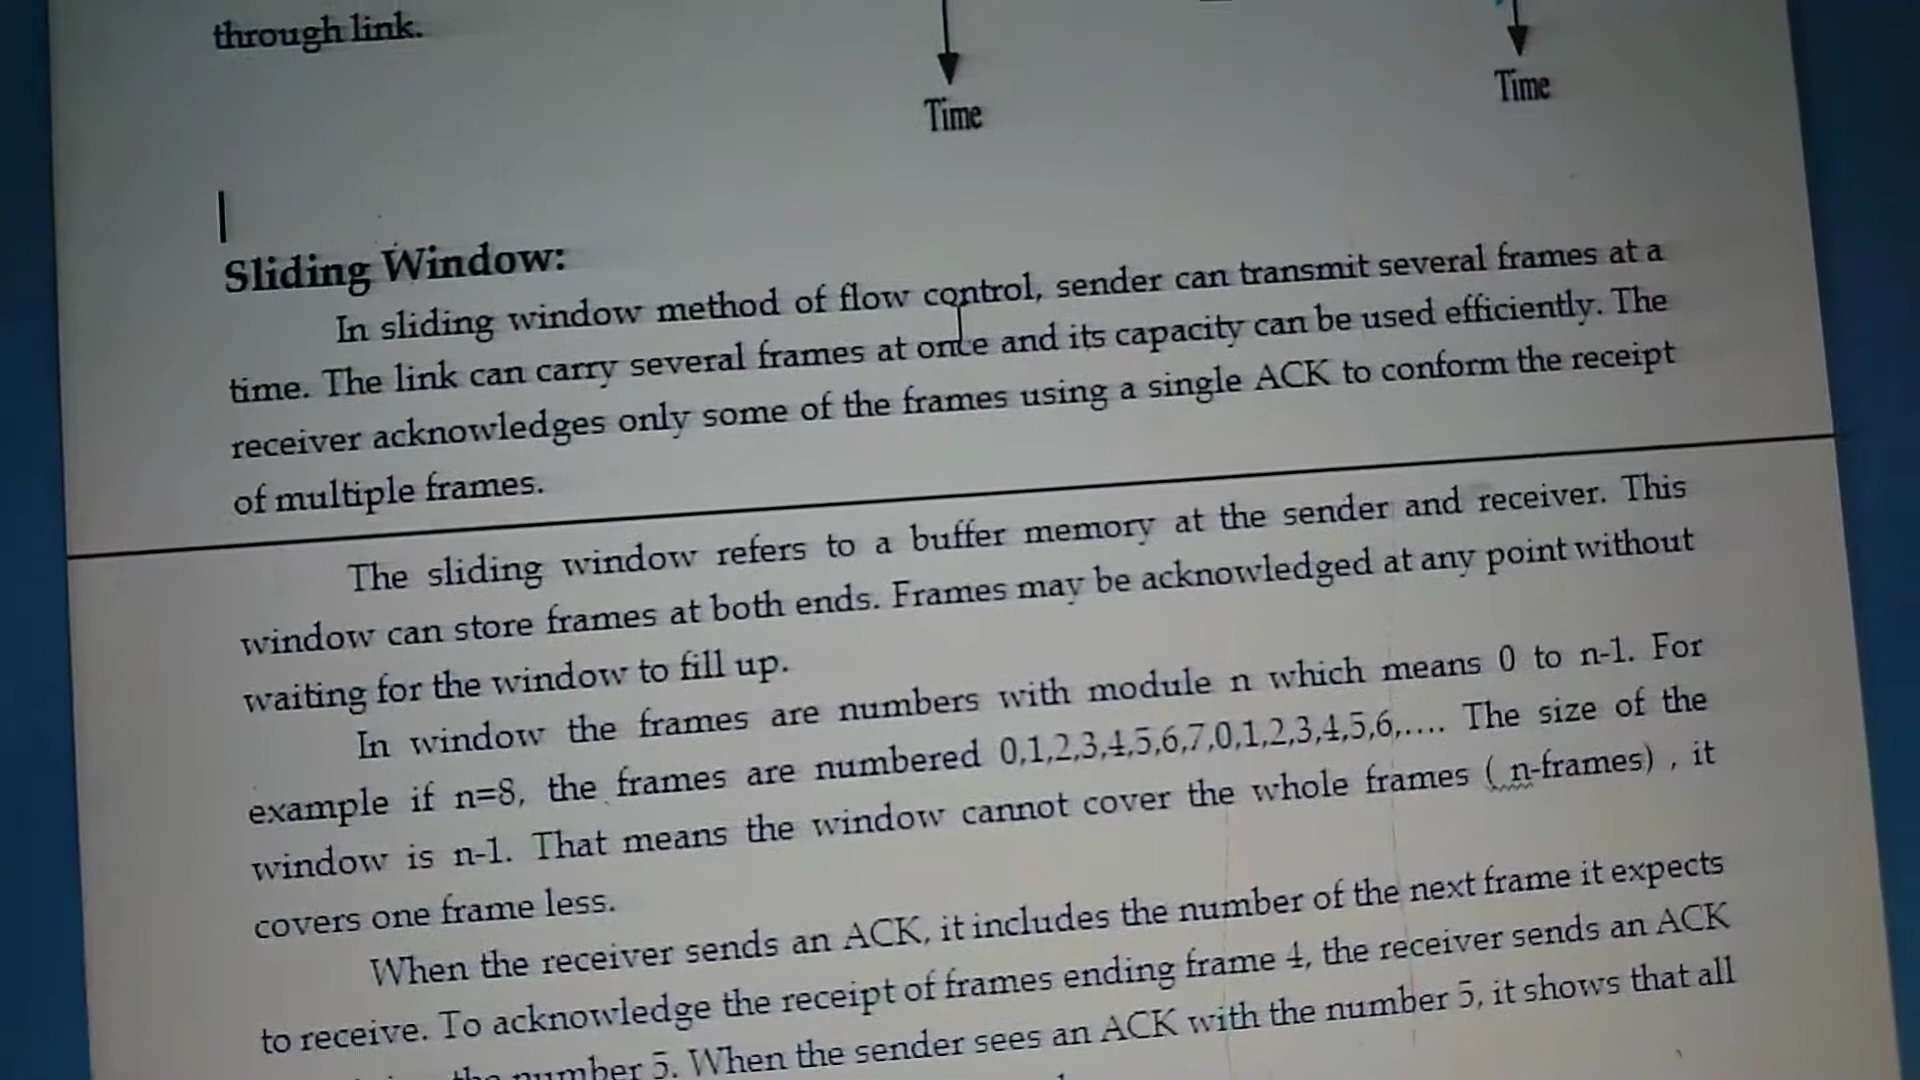 through link.
Time
Time
Sliding Window:
In sliding window method of flow control, sender can transmit several frames at a
time. The link can carry several frames at once and its capacity can be used efficiently. The
receiver acknowledges only some of the frames using a single ACK to conform the receipt
of multiple frames.
The sliding window refers to a buffer memory at the sender and receiver. This
window can store frames at both ends. Frames may be acknowledged at any point without
waiting for the window to fill up.
In window the frames are numbers with module n which means 0 to n-1. For
example if n=8, the frames are numbered 0,1,2,3,4,5,6,7,0,1,2,3,4,5,6,.... The size of the
window is n-1. That means the window cannot cover the whole frames ( n-frames) , it
covers one frame less.
When the receiver sends an ACK, it includes the number of the next frame it expects
to receive. To acknowledge the receipt of frames ending frame 4, the receiver sends an ACK
the number 5. When the sender sees an ACK with the number 5, it shows that all